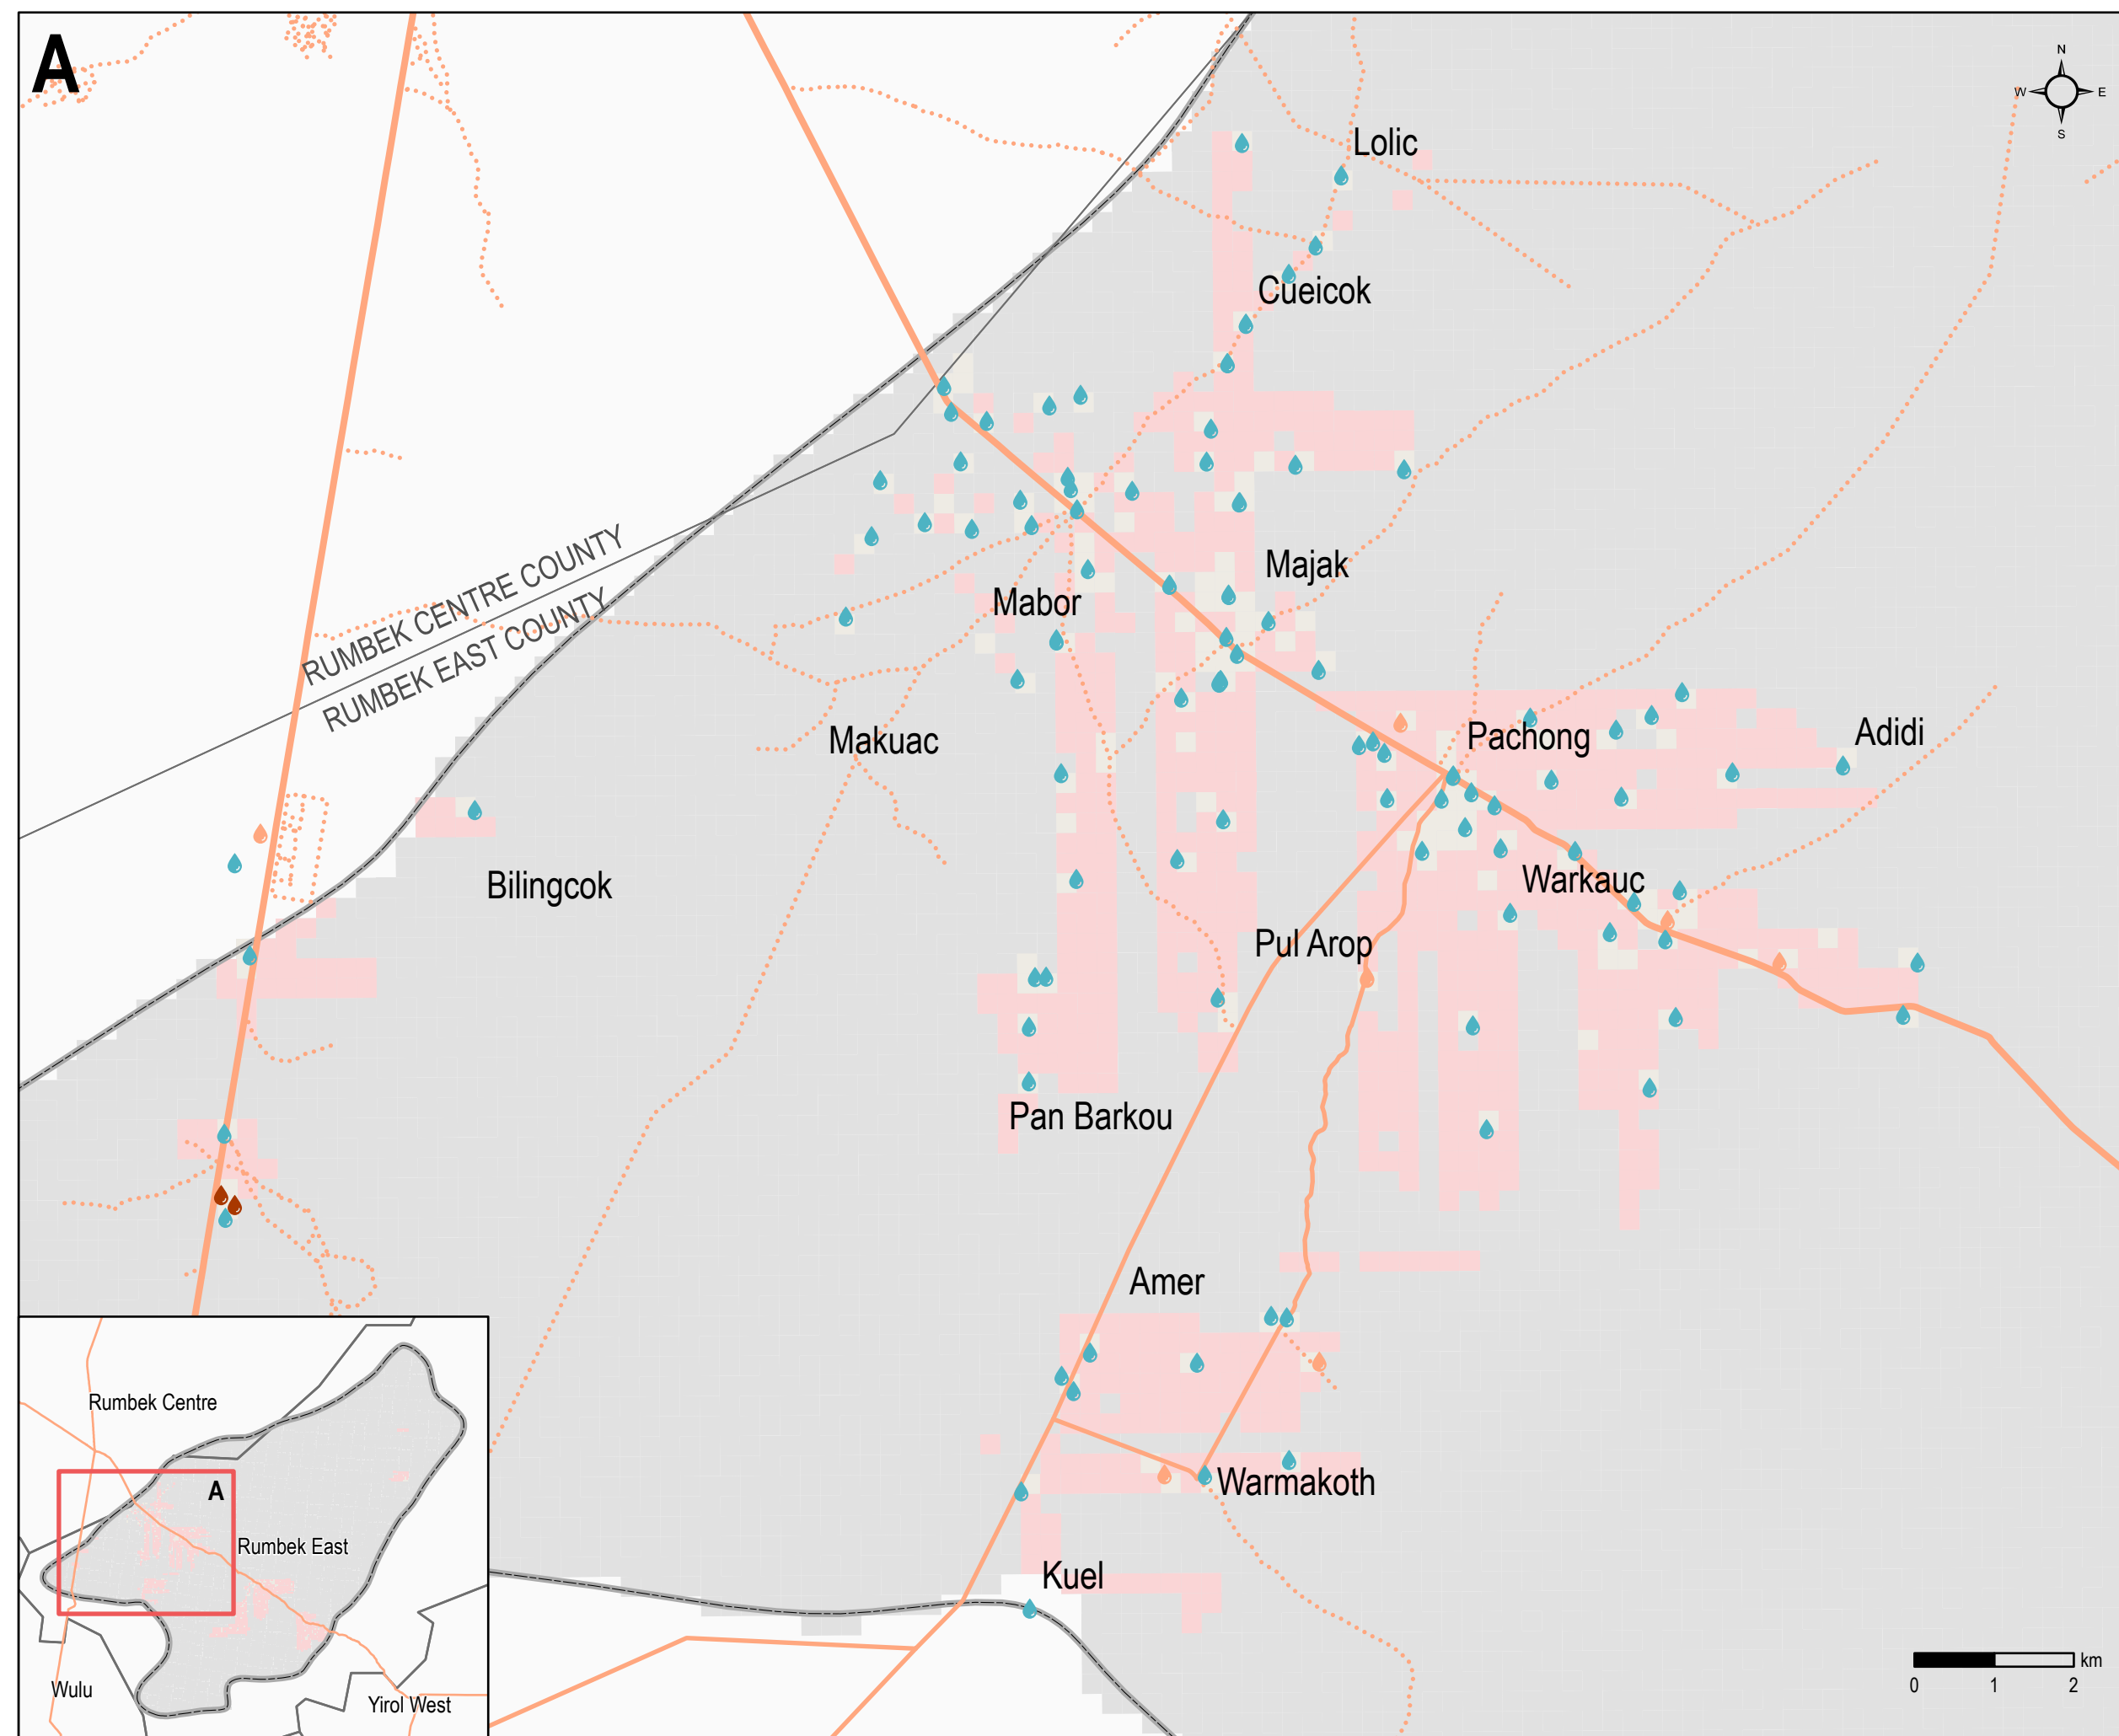 A
N
W E
S
Lolic
Cueicok
RUMBEK CENTRE COUNTY
RUMBEK EAST COUNTY
Majak
Mabor
Makuac
Pachong
Adidi
Bilingcok
Warkauc
Pul Arop
Pan Barkou
Amer
Warmakoth
Kuel
Rumbek Centre
A
Rumbek East
Wulu
Yirol West
km
0 1 2